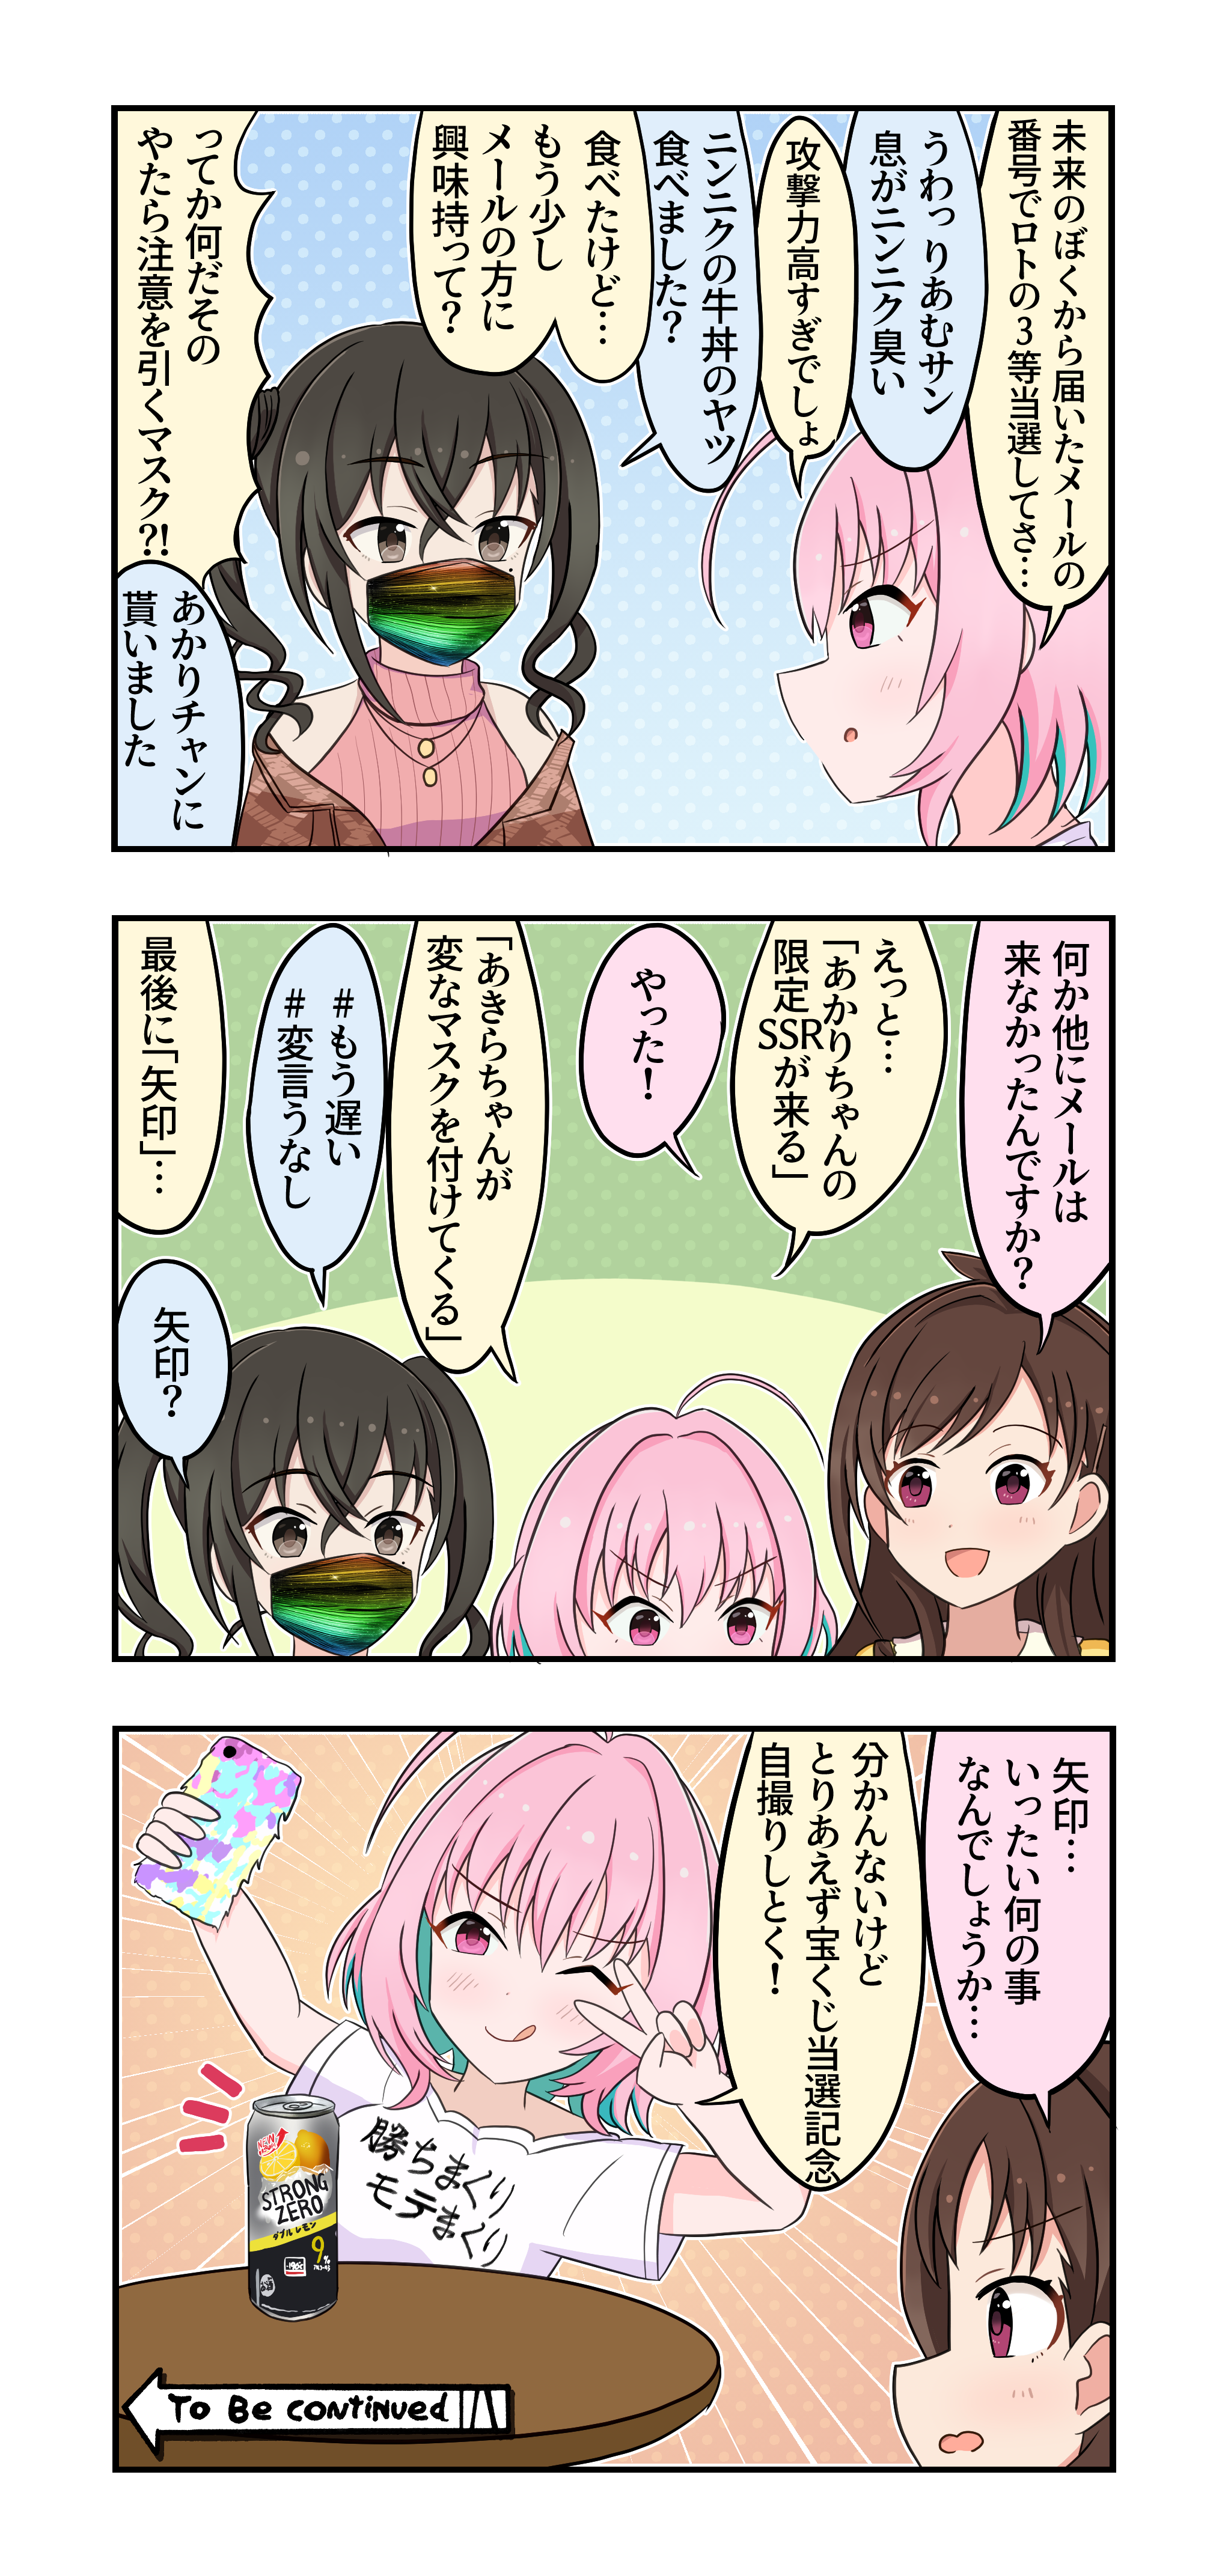 未来のぼくから届いたメールの
番号でロトの3等当選してさ…
うわっ りあむサン
息がニンニク臭い
攻撃力高すぎでしょ
ニンニクの牛丼のヤツ
食べました?
食べたけど…
もう少し
メールの方に
興味持って?
ってか何だその
やたら注意を引くマスク?!
あかりチャンに
貰いました
何か他にメールは
来なかったんですか?
えっと…
「あかりちゃんの
限定SSRが来る」
やった!
「あきらちゃんが
変なマスクを付けてくる」
#もう遅い
#変言うなし
最後に「矢印」…
矢印?
矢印…
いったい何の事
なんでしょうか…
分かんないけど
とりあえず宝くじ当選記念
自撮りしとく!
勝ちまくり
モテまくり
NEW
STRONG
ZERO
ダブルレモン
9%
-196℃
To Be continued